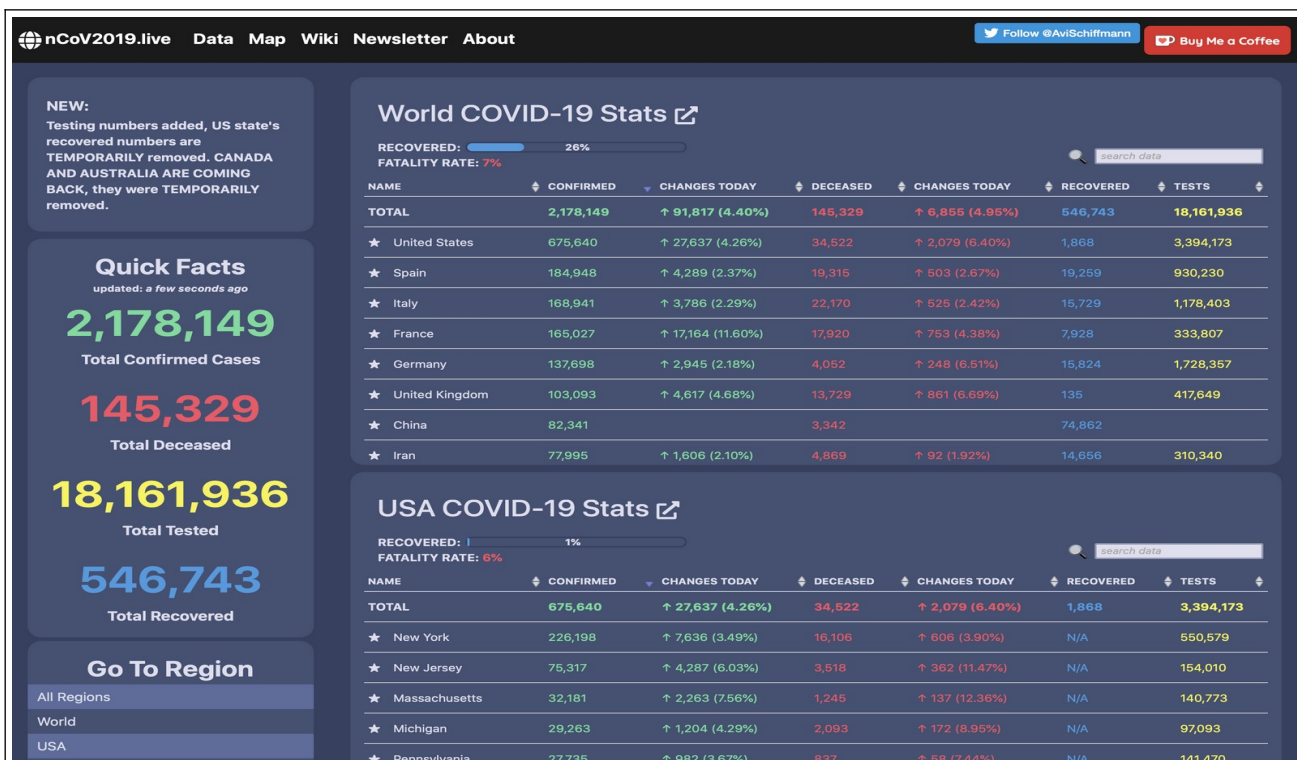 nCoV2019.live Data Map Wiki Newsletter About
Follow @AviSchiffmann
Buy Me a Coffee
NEW:
Testing numbers added, US state's
recovered numbers are
TEMPORARILY removed. CANADA
AND AUSTRALIA ARE COMING
BACK, they were TEMPORARILY
removed.
Quick Facts
updated: a few seconds ago
2,178,149
Total Confirmed Cases
145,329
Total Deceased
18,161,936
Total Tested
546,743
Total Recovered
Go To Region
All Regions
World
USA
World COVID-19 Stats
RECOVERED: 26%
FATALITY RATE: 7%
search data
NAME CONFIRMED CHANGES TODAY DECEASED CHANGES TODAY RECOVERED TESTS
TOTAL 2,178,149 ↑ 91,817 (4.40%) 145,329 ↑ 6,855 (4.95%) 546,743 18,161,936
★ United States 675,640 ↑ 27,637 (4.26%) 34,522 ↑ 2,079 (6.40%) 1,868 3,394,173
★ Spain 184,948 ↑ 4,289 (2.37%) 19,315 ↑ 503 (2.67%) 19,259 930,230
★ Italy 168,941 ↑ 3,786 (2.29%) 22,170 ↑ 525 (2.42%) 15,729 1,178,403
★ France 165,027 ↑ 17,164 (11.60%) 17,920 ↑ 753 (4.38%) 7,928 333,807
★ Germany 137,698 ↑ 2,945 (2.18%) 4,052 ↑ 248 (6.51%) 15,824 1,728,357
★ United Kingdom 103,093 ↑ 4,617 (4.68%) 13,729 ↑ 861 (6.69%) 135 417,649
★ China 82,341 3,342 74,862
★ Iran 77,995 ↑ 1,606 (2.10%) 4,869 ↑ 92 (1.92%) 14,656 310,340
USA COVID-19 Stats
RECOVERED: 1%
FATALITY RATE: 6%
search data
NAME CONFIRMED CHANGES TODAY DECEASED CHANGES TODAY RECOVERED TESTS
TOTAL 675,640 ↑ 27,637 (4.26%) 34,522 ↑ 2,079 (6.40%) 1,868 3,394,173
★ New York 226,198 ↑ 7,636 (3.49%) 16,106 ↑ 606 (3.90%) N/A 550,579
★ New Jersey 75,317 ↑ 4,287 (6.03%) 3,518 ↑ 362 (11.47%) N/A 154,010
★ Massachusetts 32,181 ↑ 2,263 (7.56%) 1,245 ↑ 137 (12.36%) N/A 140,773
★ Michigan 29,263 ↑ 1,204 (4.29%) 2,093 ↑ 172 (8.95%) N/A 97,093
★ Pennsylvania 27,735 ↑ 982 (3.67%) 837 ↑ 58 (7.44%) N/A 141,470